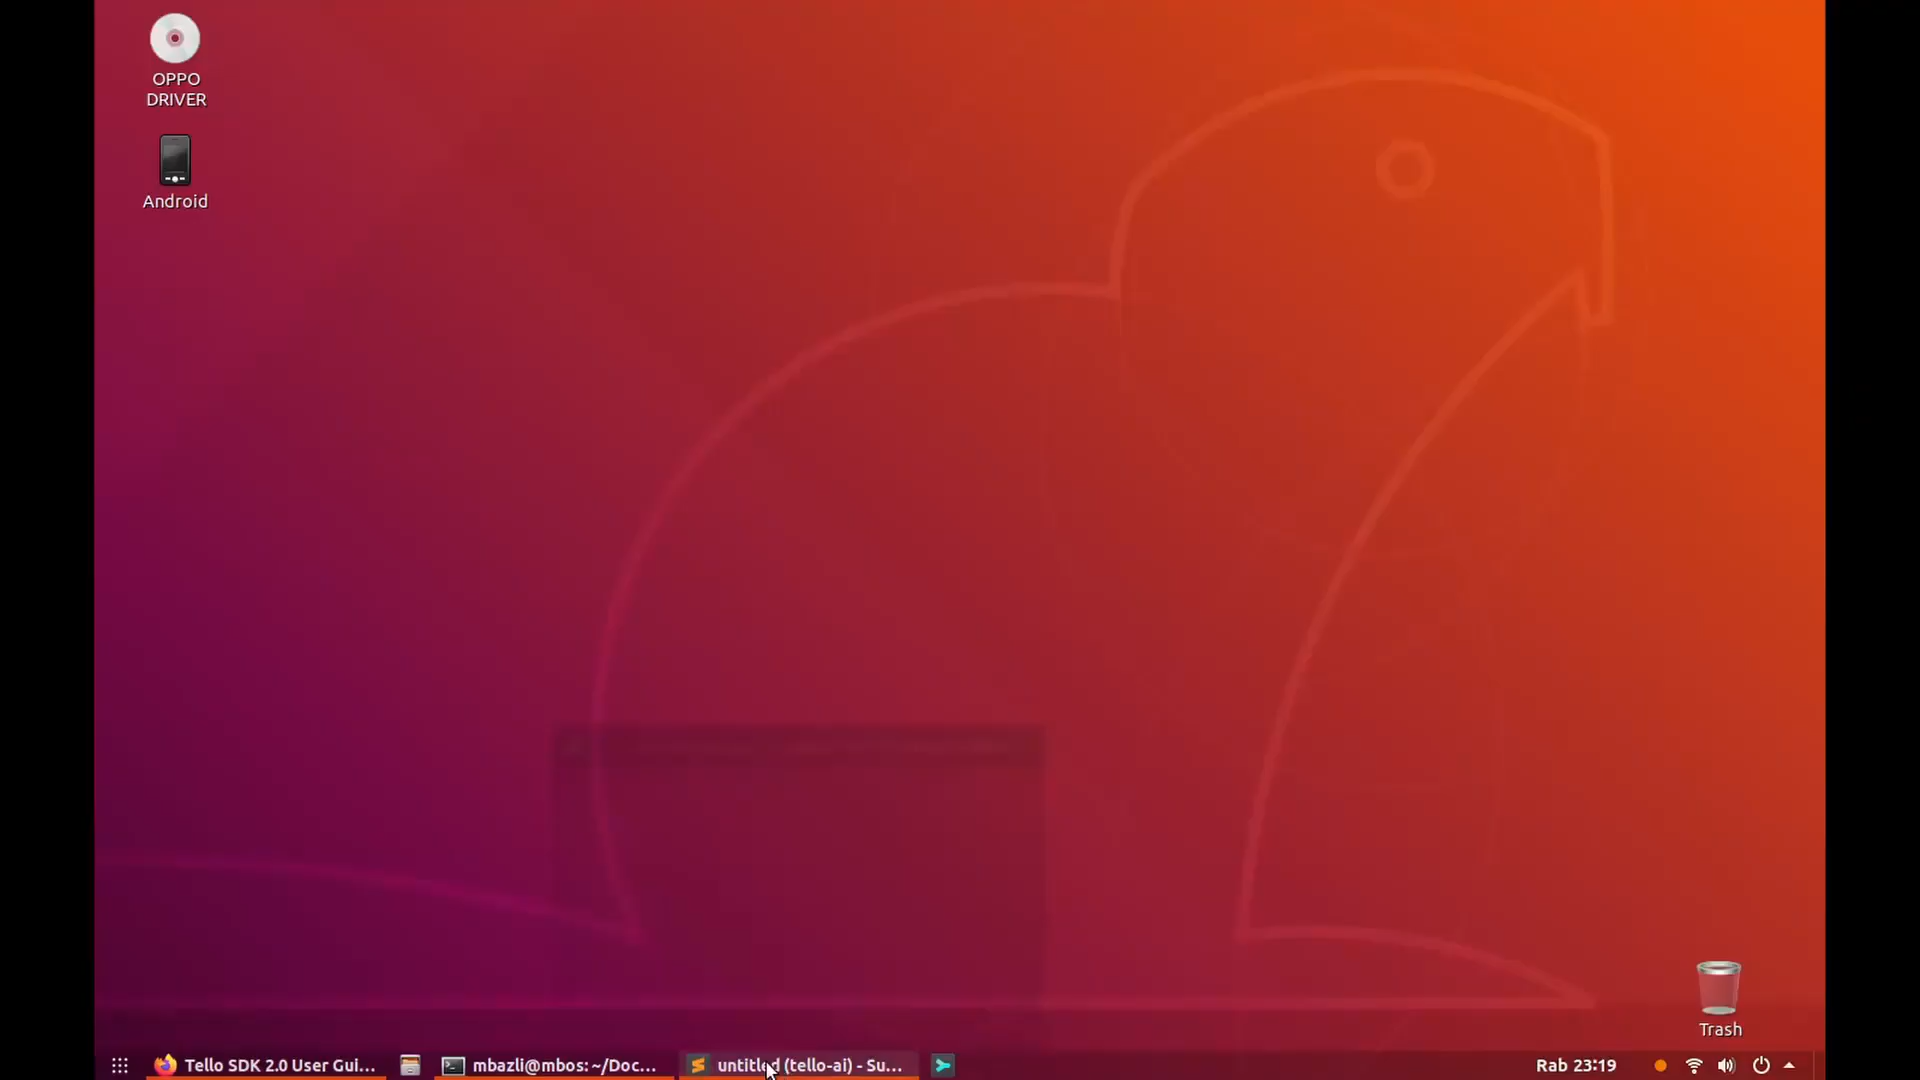 OPPO
DRIVER
Android
Trash
Tello SDK 2.0 User Gui...
mbazli@mbos: ~/Doc...
untitled (tello-ai) - Su...
Rab 23:19